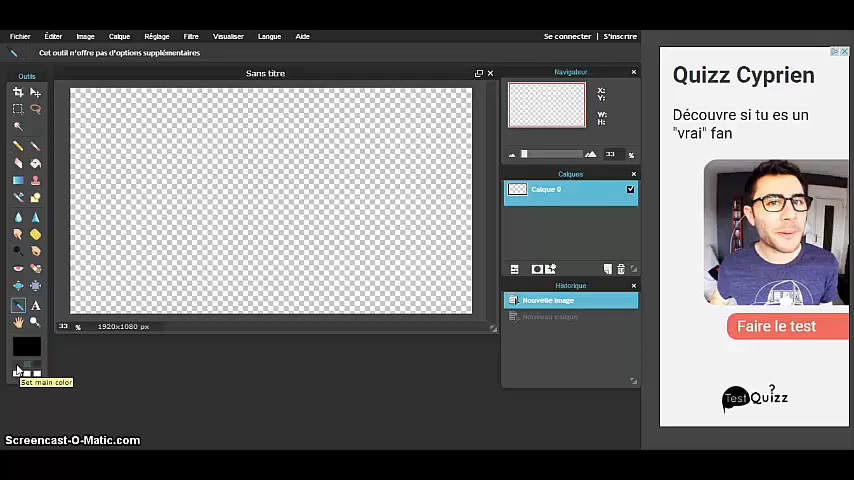 Fichier Éditer Image Calque Réglage Filtre Visualiser Langue Aide Se connecter | S'inscrire
Cet outil n'offre pas d'options supplémentaires
Outils
Sans titre
Navigateur
X:
Y:
W:
H:
33 %
Calques
Calque 0
Historique
Nouvelle image
Nouveau calque
33 % 1920x1080 px
Set main color
A
Quizz Cyprien
Découvre si tu es un
"vrai" fan
Faire le test
TestQuizz
?
Screencast-O-Matic.com